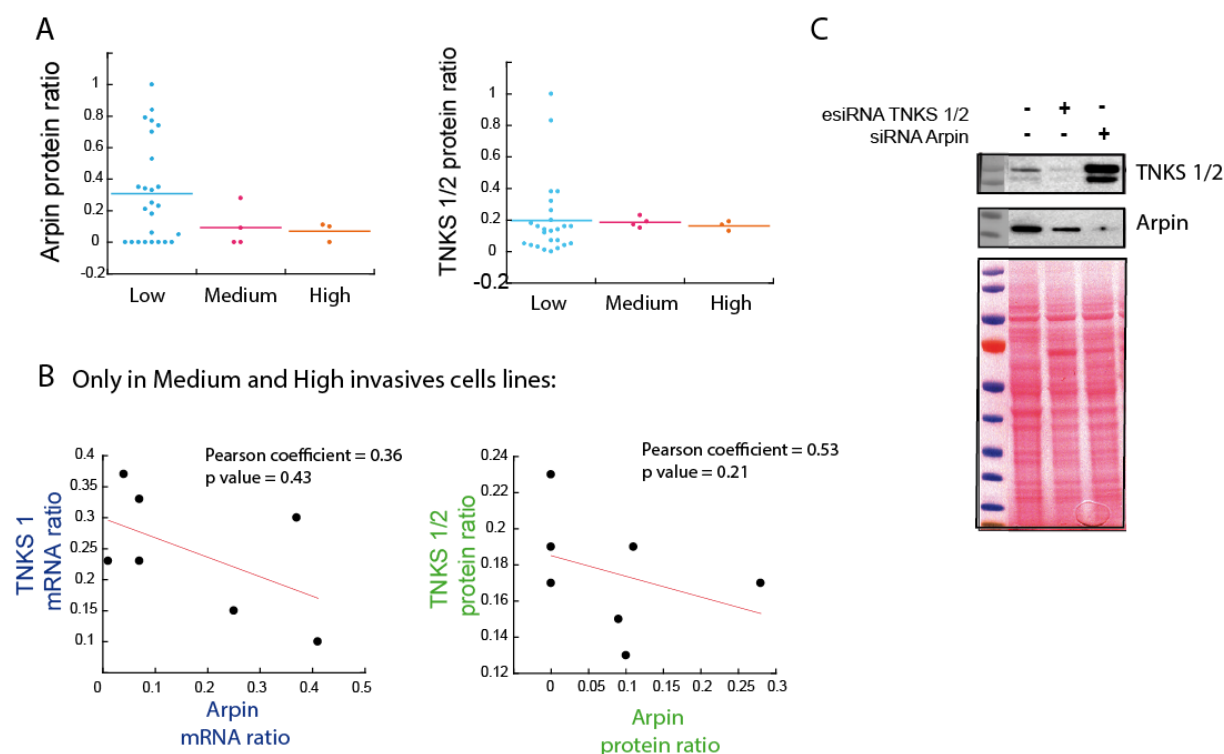 A
Arpin protein ratio
1
0.8
0.6
0.4
0.2
0
-0.2
Low
Medium
High
TNKS 1/2 protein ratio
1
0.8
0.6
0.4
0.2
0
-0.2
Low
Medium
High
B Only in Medium and High invasives cells lines:
Pearson coefficient = 0.36
p value = 0.43
TNKS 1
mRNA ratio
0.4
0.35
0.3
0.25
0.2
0.15
0.1
0
0.1
0.2
0.3
0.4
0.5
Arpin
mRNA ratio
Pearson coefficient = 0.53
p value = 0.21
TNKS 1/2
protein ratio
0.24
0.22
0.2
0.18
0.16
0.14
0.12
0
0.05
0.1
0.15
0.2
0.25
0.3
Arpin
protein ratio
C
esiRNA TNKS 1/2 - + -
siRNA Arpin - - +
TNKS 1/2
Arpin